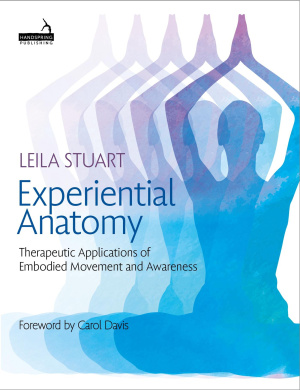 HANDSPRING
PUBLISHING
LEILA STUART
Experiential
Anatomy
Therapeutic Applications of
Embodied Movement and Awareness
Foreword by Carol Davis